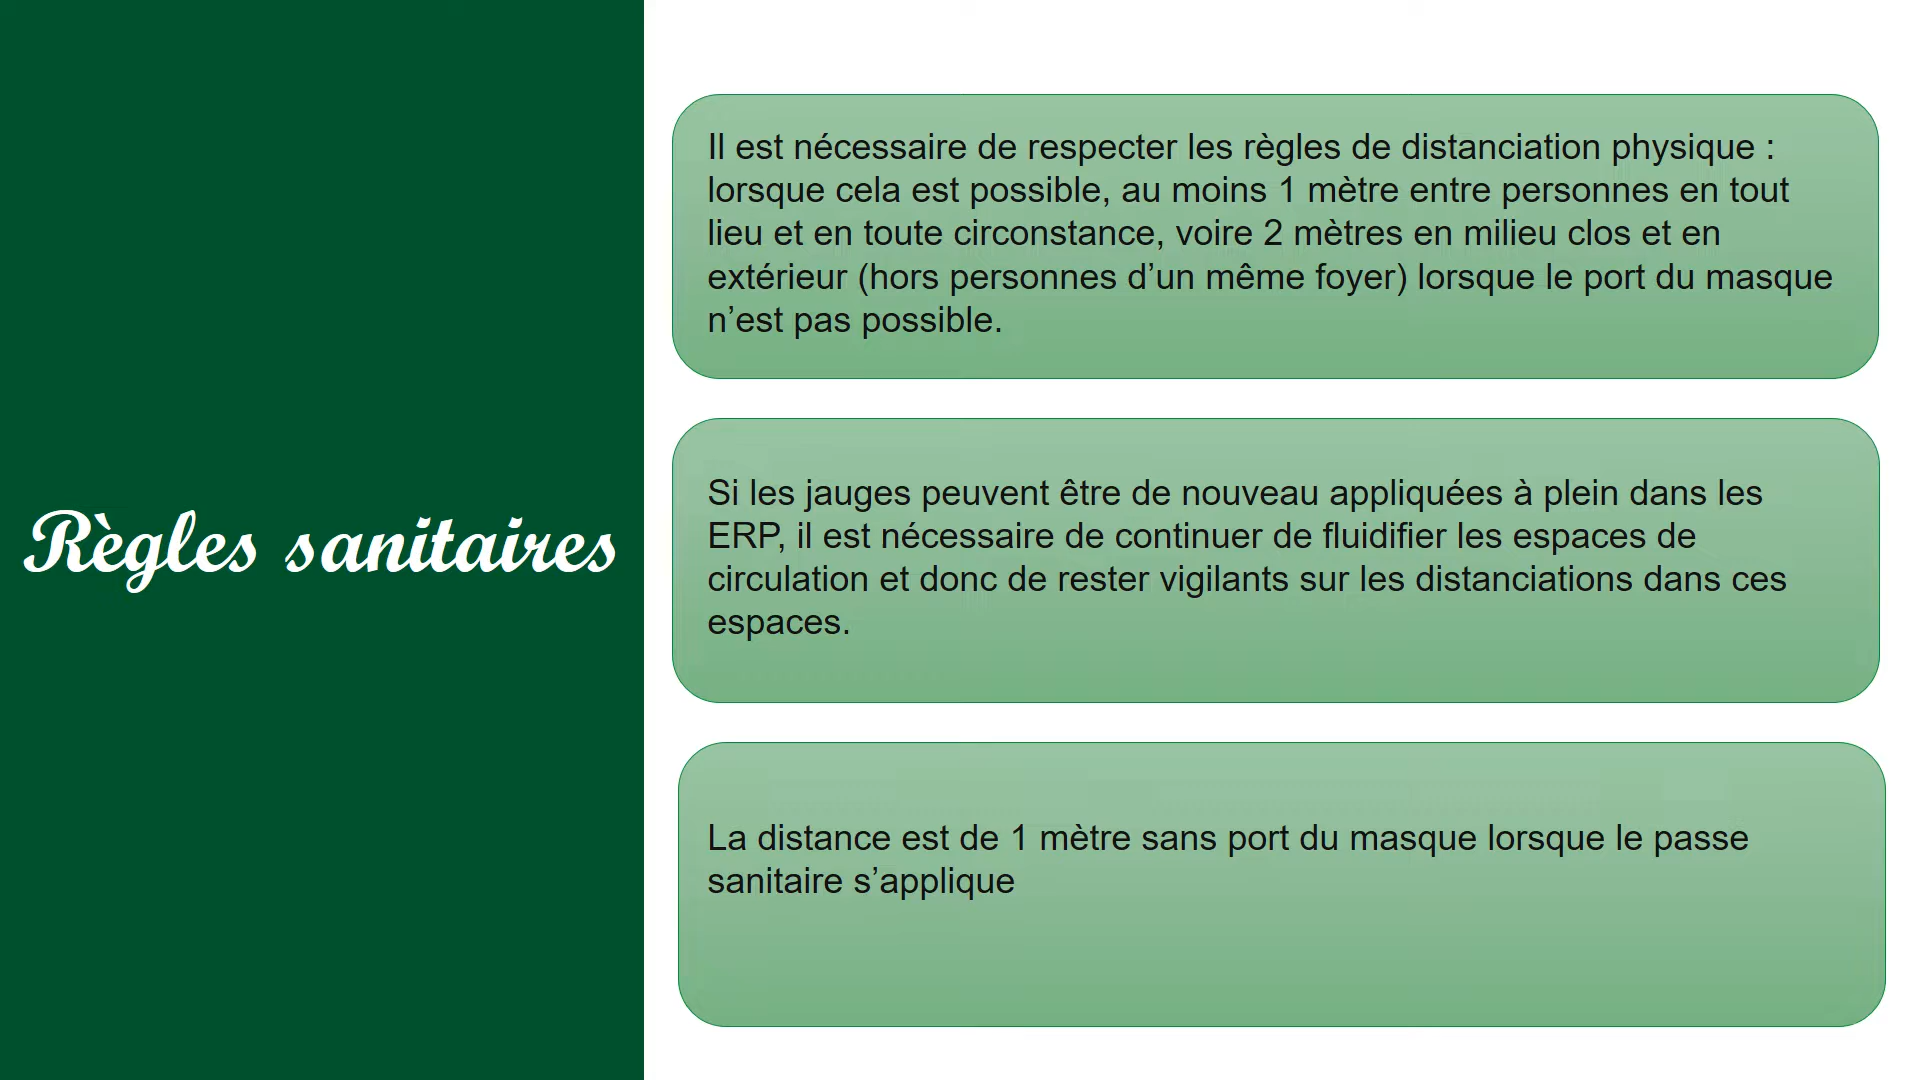 Règles sanitaires
Il est nécessaire de respecter les règles de distanciation physique :
lorsque cela est possible, au moins 1 mètre entre personnes en tout
lieu et en toute circonstance, voire 2 mètres en milieu clos et en
extérieur (hors personnes d’un même foyer) lorsque le port du masque
n’est pas possible.
Si les jauges peuvent être de nouveau appliquées à plein dans les
ERP, il est nécessaire de continuer de fluidifier les espaces de
circulation et donc de rester vigilants sur les distanciations dans ces
espaces.
La distance est de 1 mètre sans port du masque lorsque le passe
sanitaire s’applique